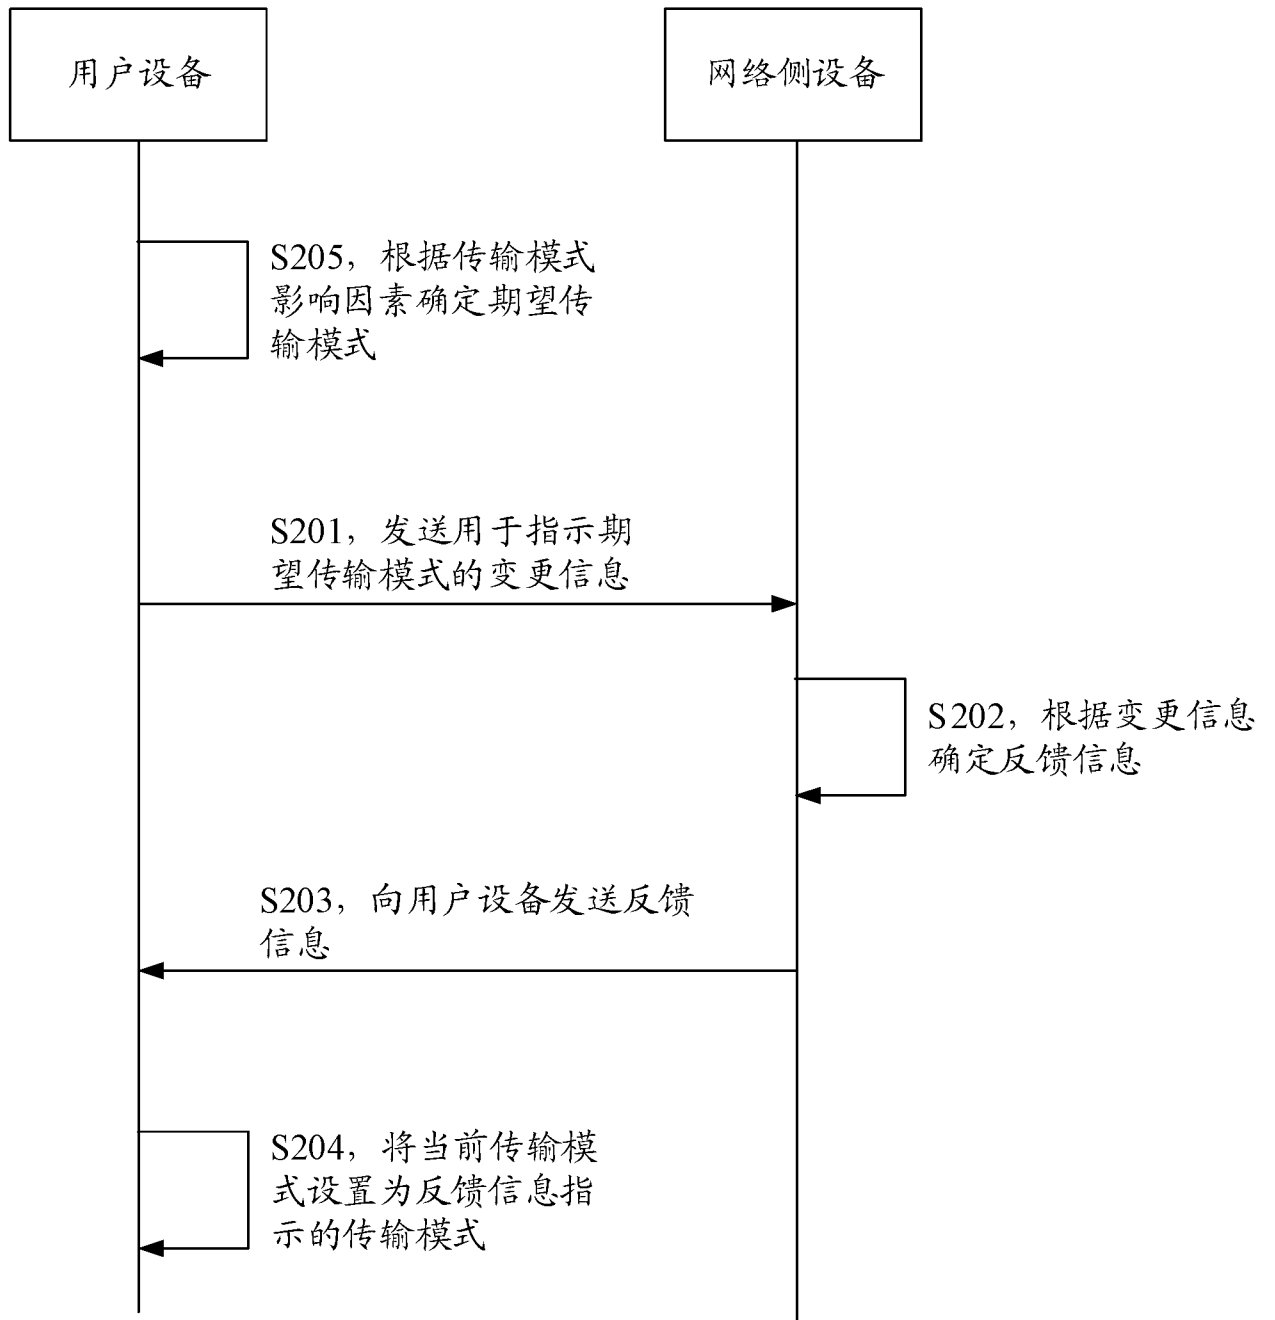 用户设备
网络侧设备
S205，根据传输模式
影响因素确定期望传
输模式
S201，发送用于指示期
望传输模式的变更信息
S202，根据变更信息
确定反馈信息
S203，向用户设备发送反馈
信息
S204，将当前传输模
式设置为反馈信息指
示的传输模式